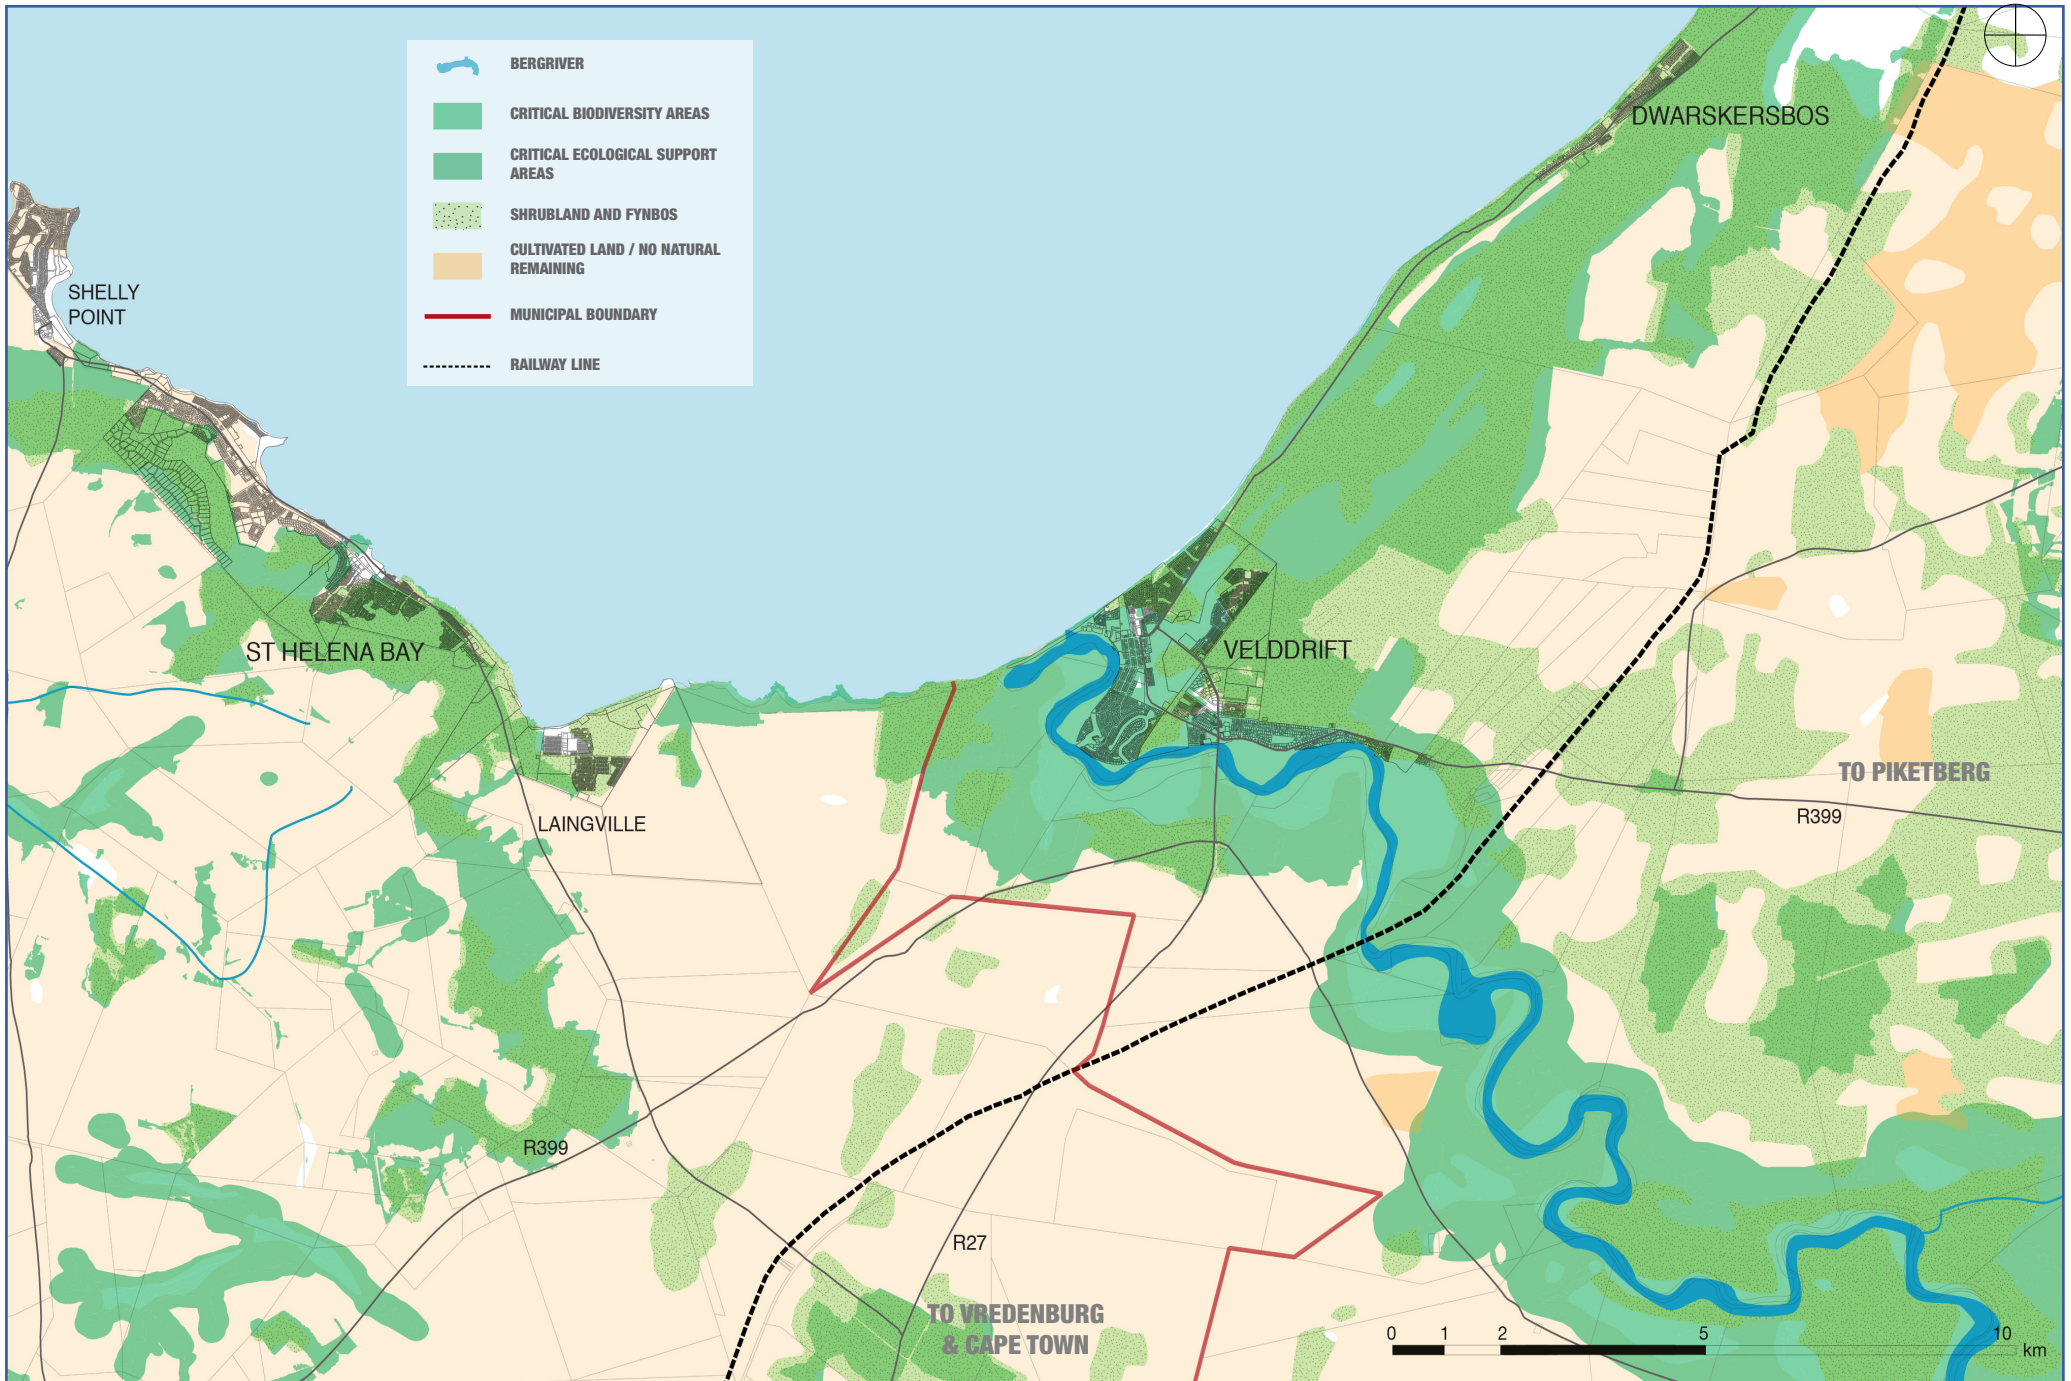 BERGRIVER
CRITICAL BIODIVERSITY AREAS
CRITICAL ECOLOGICAL SUPPORT
AREAS
SHRUBLAND AND FYNBOS
CULTIVATED LAND / NO NATURAL
REMAINING
MUNICIPAL BOUNDARY
RAILWAY LINE
DWARSKERSBOS
SHELLY
POINT
ST HELENA BAY
VELDDRIFT
LAINGVILLE
TO PIKETBERG
R399
R399
R27
TO VREDENBURG
& CAPE TOWN
0 1 2 5 10
km